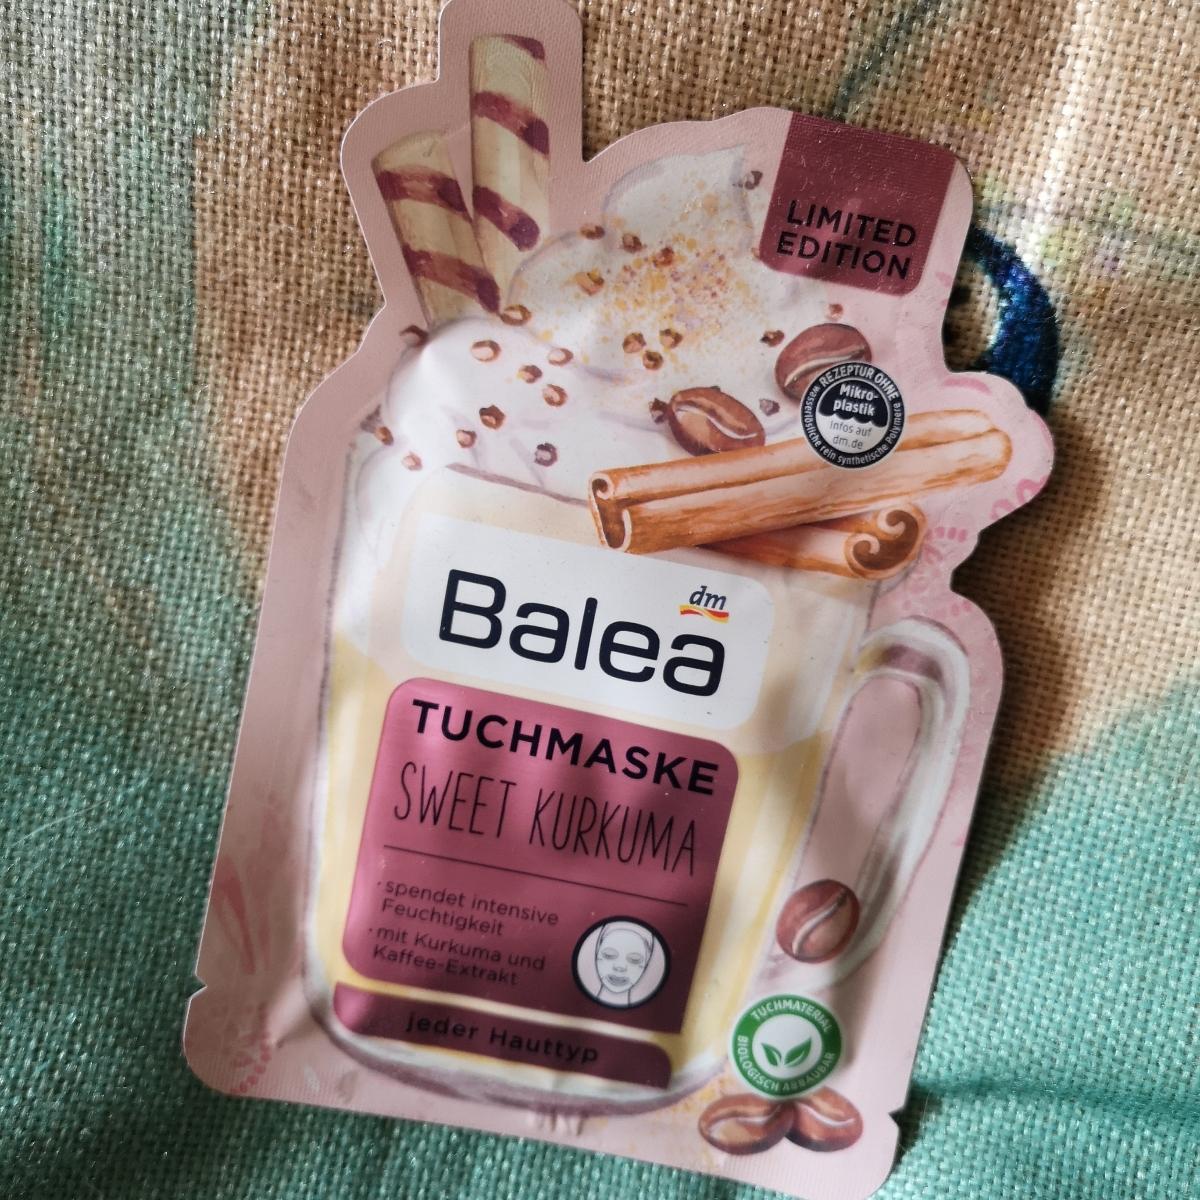 LIMITED
EDITION
REZEPTUR OHNE
Mikro-
plastik
Infos auf
dm.de
wasserlösliche rein synthetische Polymere
dm
Balea
TUCHMASKE
SWEET KURKUMA
· spendet intensive
Feuchtigkeit
· mit Kurkuma und
Kaffee-Extrakt
jeder Hauttyp
TUCHMATERIAL
BIOLOGISCH ABBAUBAR